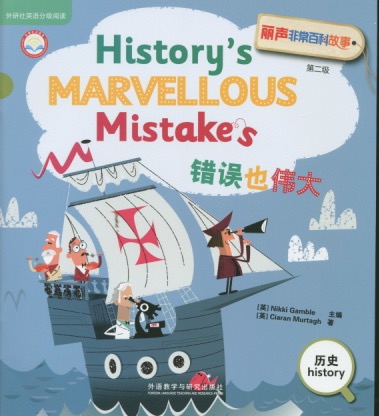 外研社英语分级阅读
丽声非常百科故事
第二级
History's
MARVELLOUS
Mistake's
错误也伟大
[英] Nikki Gamble 主编
[英] Ciaran Murtagh 著
历史
history
外语教学与研究出版社
FOREIGN LANGUAGE TEACHING AND RESEARCH PRESS